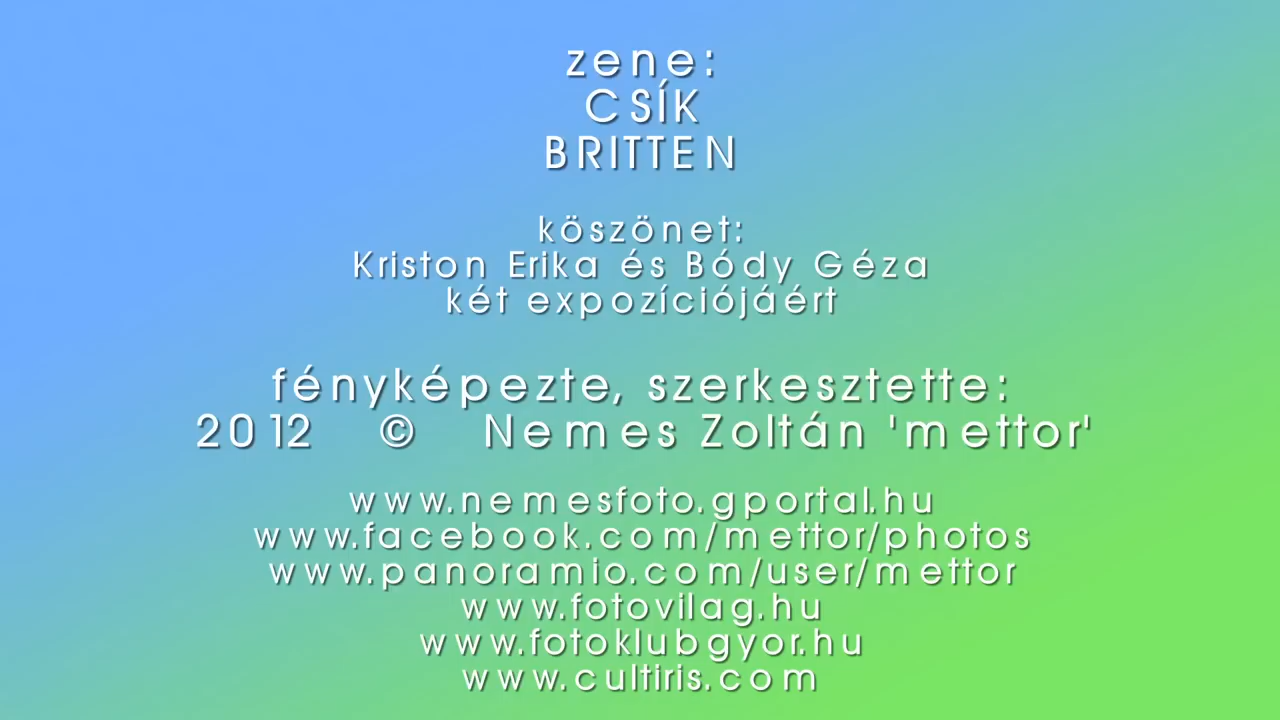 zene:
CSÍK
BRITTEN
köszönet:
Kriston Erika és Bódy Géza
két expozíciójáért
fényképezte, szerkesztette:
2012 © Nemes Zoltán 'mettor'
www.nemesfoto.gportal.hu
www.facebook.com/mettor/photos
www.panoramio.com/user/mettor
www.fotovilag.hu
www.fotoklubgyor.hu
www.cultiris.com